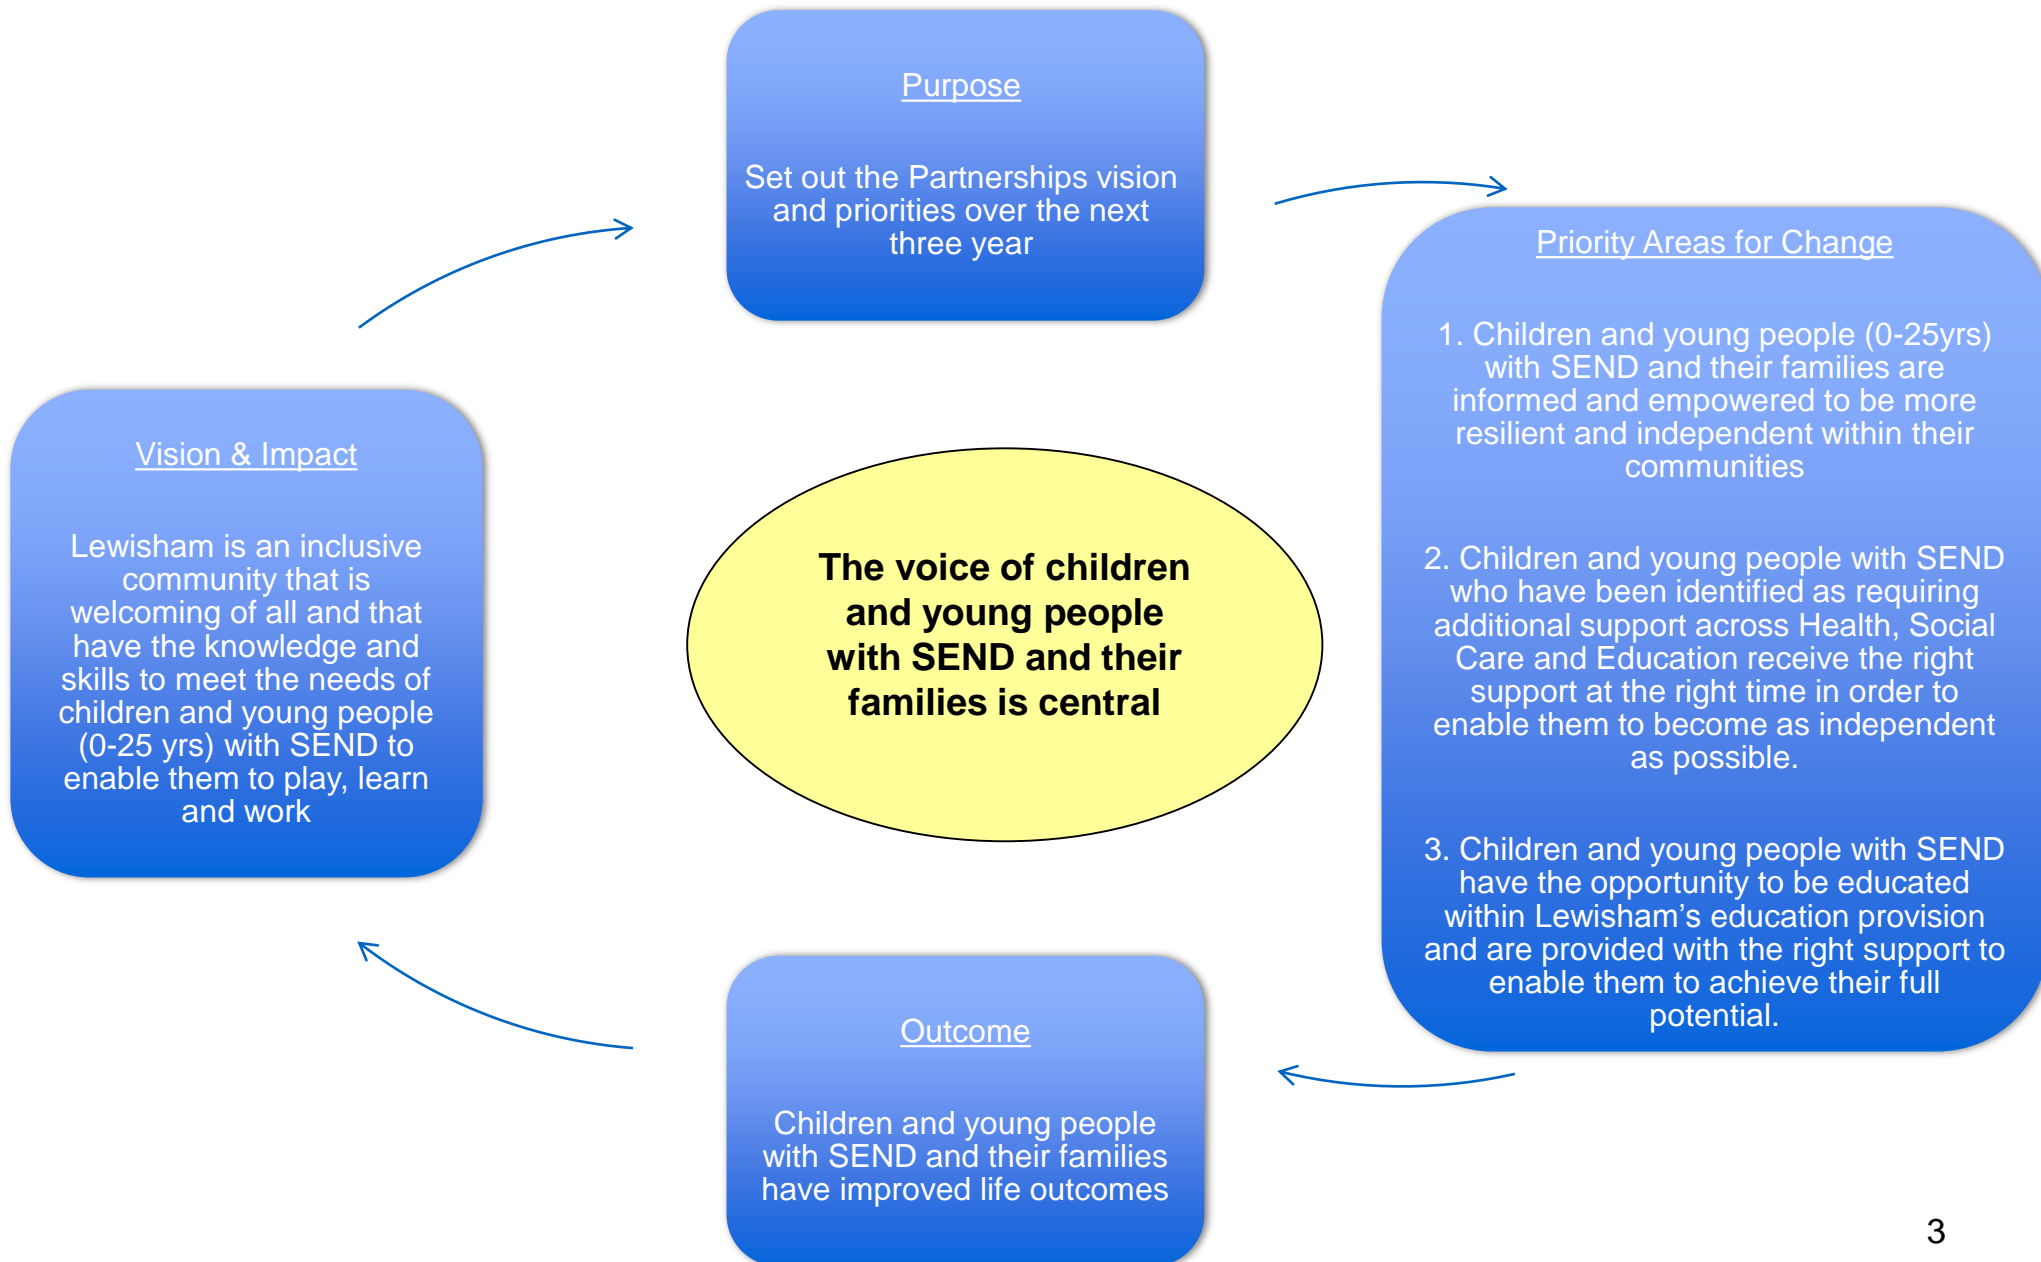 Purpose
Set out the Partnerships vision
and priorities over the next
three year
Priority Areas for Change
1. Children and young people (0-25yrs)
with SEND and their families are
informed and empowered to be more
resilient and independent within their
communities
2. Children and young people with SEND
who have been identified as requiring
additional support across Health, Social
Care and Education receive the right
support at the right time in order to
enable them to become as independent
as possible.
3. Children and young people with SEND
have the opportunity to be educated
within Lewisham’s education provision
and are provided with the right support to
enable them to achieve their full
potential.
Outcome
Children and young people
with SEND and their families
have improved life outcomes
Vision & Impact
Lewisham is an inclusive
community that is
welcoming of all and that
have the knowledge and
skills to meet the needs of
children and young people
(0-25 yrs) with SEND to
enable them to play, learn
and work
The voice of children
and young people
with SEND and their
families is central
3